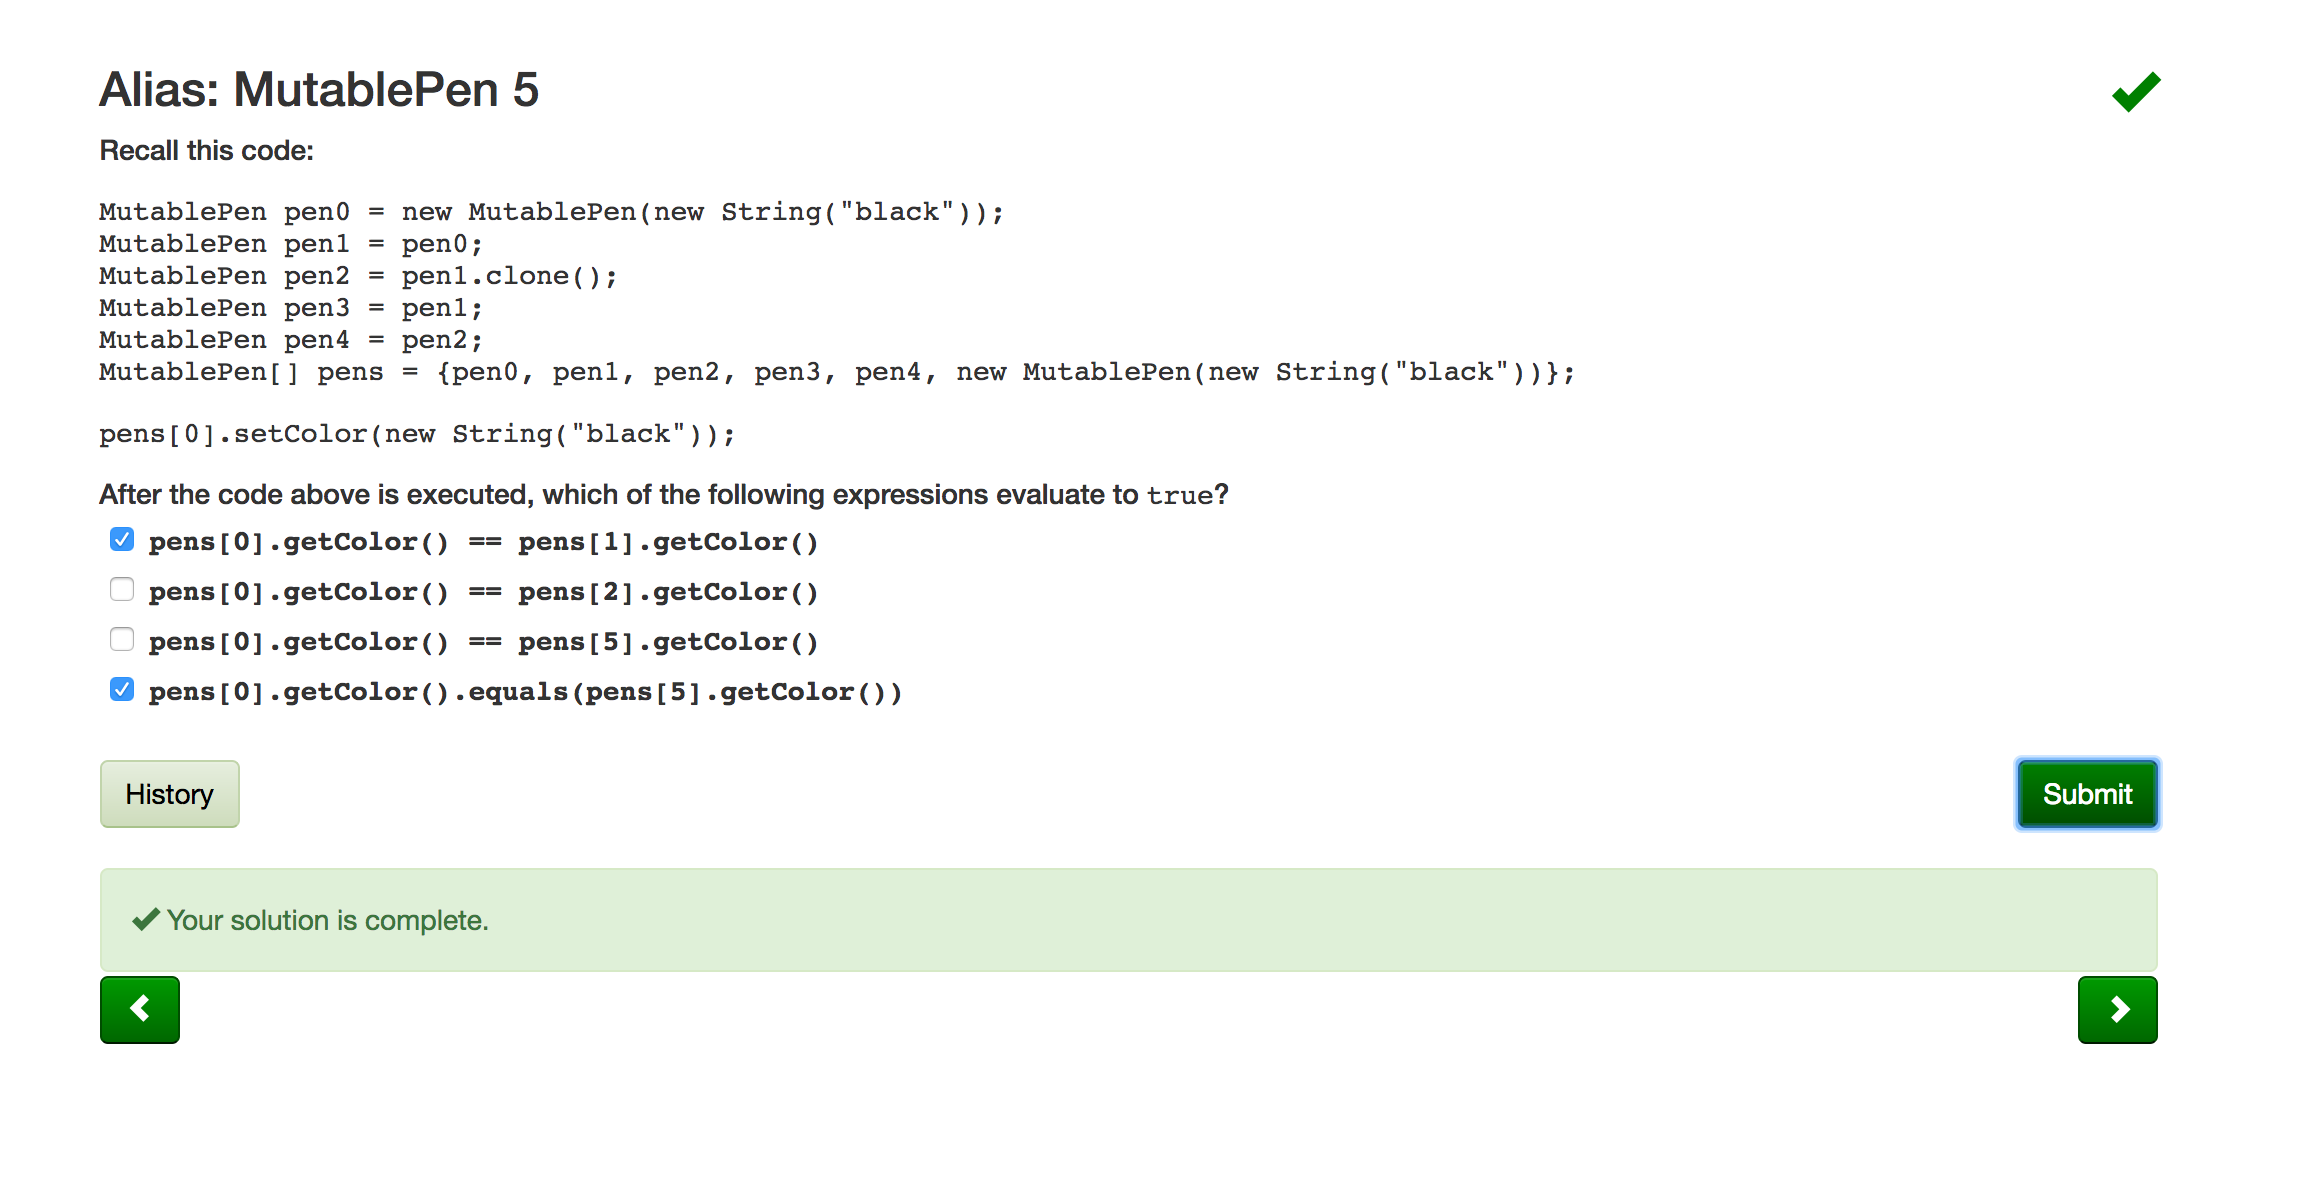 Alias: MutablePen 5
Recall this code:
MutablePen pen0 = new MutablePen(new String("black"));
MutablePen pen1 = pen0;
MutablePen pen2 = pen1.clone();
MutablePen pen3 = pen1;
MutablePen pen4 = pen2;
MutablePen[] pens = {pen0, pen1, pen2, pen3, pen4, new MutablePen(new String("black"))};
pens[0].setColor(new String("black"));
After the code above is executed, which of the following expressions evaluate to true?
pens[0].getColor() == pens[1].getColor()
pens[0].getColor() == pens[2].getColor()
pens[0].getColor() == pens[5].getColor()
pens[0].getColor().equals(pens[5].getColor())
History
Submit
Your solution is complete.